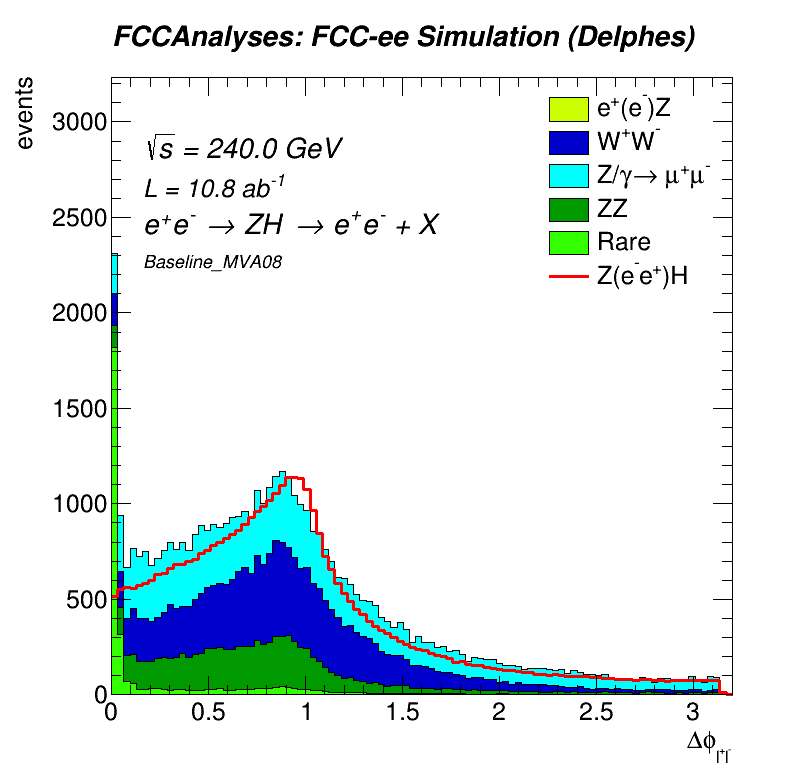 FCCAnalyses: FCC-ee Simulation (Delphes)
events
3000
2500
2000
1500
1000
500
0
√s = 240.0 GeV
L = 10.8 ab⁻¹
e⁺e⁻ → ZH → e⁺e⁻ + X
Baseline_MVA08
e⁺(e⁻)Z
W⁺W⁻
Z/γ→ μ⁺μ⁻
ZZ
Rare
Z(e⁻e⁺)H
0 0.5 1 1.5 2 2.5 3
Δϕ l⁺l⁻